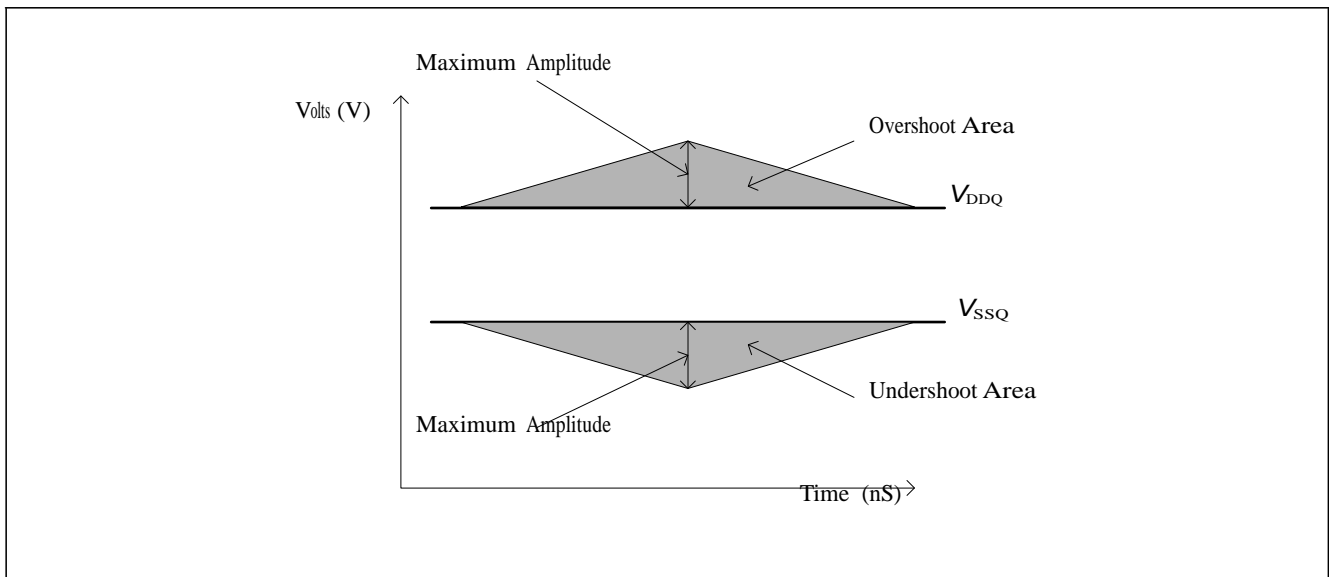 Maximum Amplitude
Volts (V)
Overshoot Area
VDDQ
VSSQ
Undershoot Area
Maximum Amplitude
Time (nS)